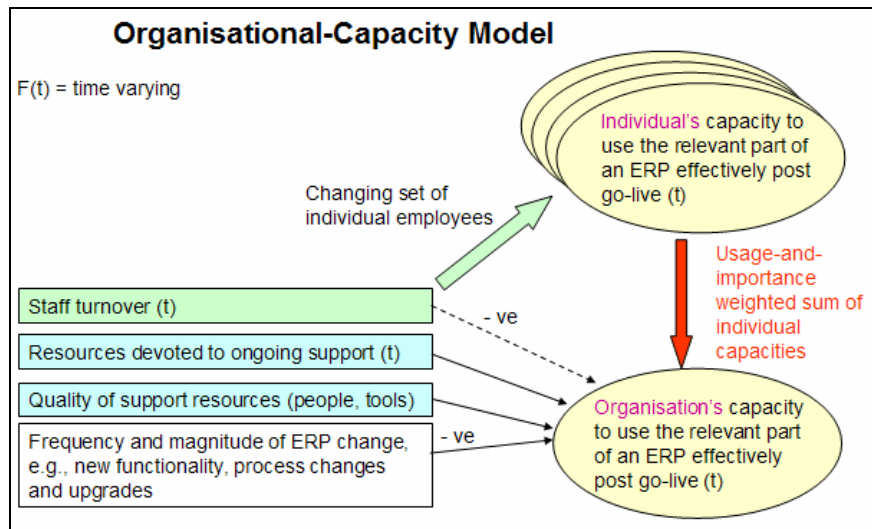 Organisational-Capacity Model
F(t) = time varying
Individual's capacity to
use the relevant part of
an ERP effectively post
go-live (t)
Changing set of
individual employees
Usage-and-
importance
weighted sum of
individual
capacities
Staff turnover (t)
- ve
Resources devoted to ongoing support (t)
Quality of support resources (people, tools)
Frequency and magnitude of ERP change,
e.g., new functionality, process changes
and upgrades
- ve
Organisation's capacity
to use the relevant part
of an ERP effectively
post go-live (t)